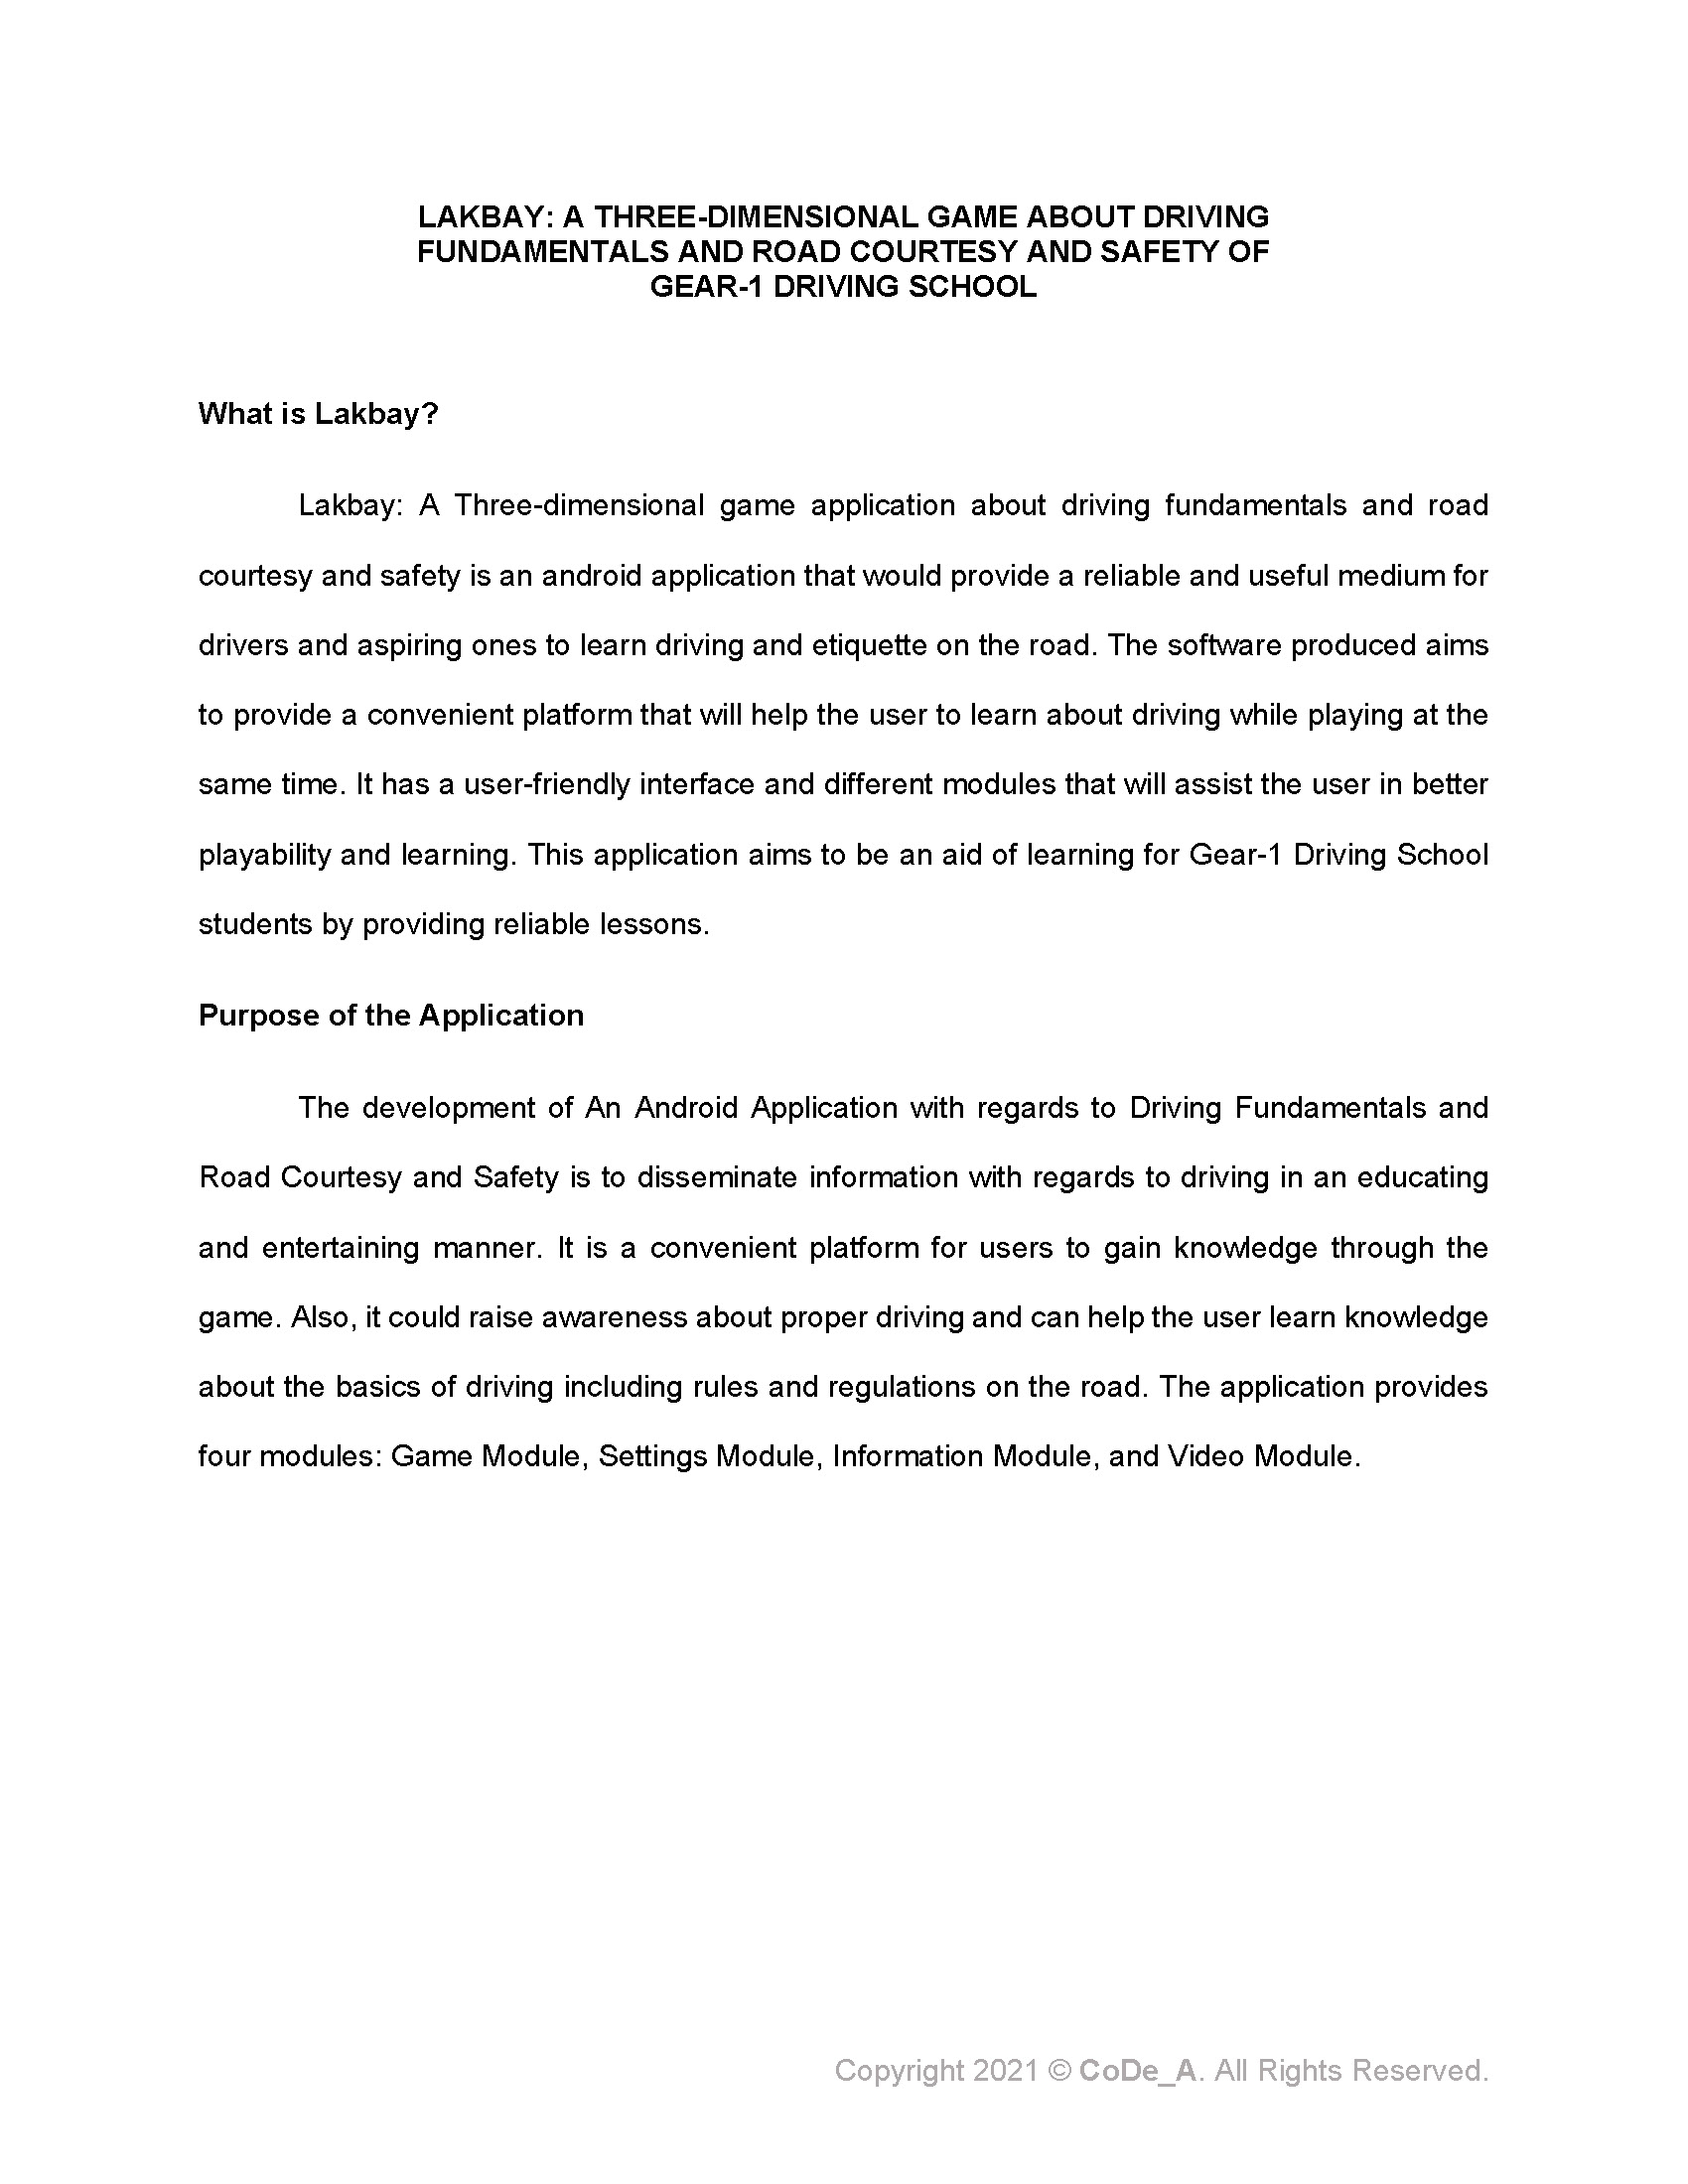 LAKBAY: A THREE-DIMENSIONAL GAME ABOUT DRIVING
FUNDAMENTALS AND ROAD COURTESY AND SAFETY OF
GEAR-1 DRIVING SCHOOL
What is Lakbay?
Lakbay: A Three-dimensional game application about driving fundamentals and road
courtesy and safety is an android application that would provide a reliable and useful medium for
drivers and aspiring ones to learn driving and etiquette on the road. The software produced aims
to provide a convenient platform that will help the user to learn about driving while playing at the
same time. It has a user-friendly interface and different modules that will assist the user in better
playability and learning. This application aims to be an aid of learning for Gear-1 Driving School
students by providing reliable lessons.
Purpose of the Application
The development of An Android Application with regards to Driving Fundamentals and
Road Courtesy and Safety is to disseminate information with regards to driving in an educating
and entertaining manner. It is a convenient platform for users to gain knowledge through the
game. Also, it could raise awareness about proper driving and can help the user learn knowledge
about the basics of driving including rules and regulations on the road. The application provides
four modules: Game Module, Settings Module, Information Module, and Video Module.
Copyright 2021 © CoDe_A. All Rights Reserved.